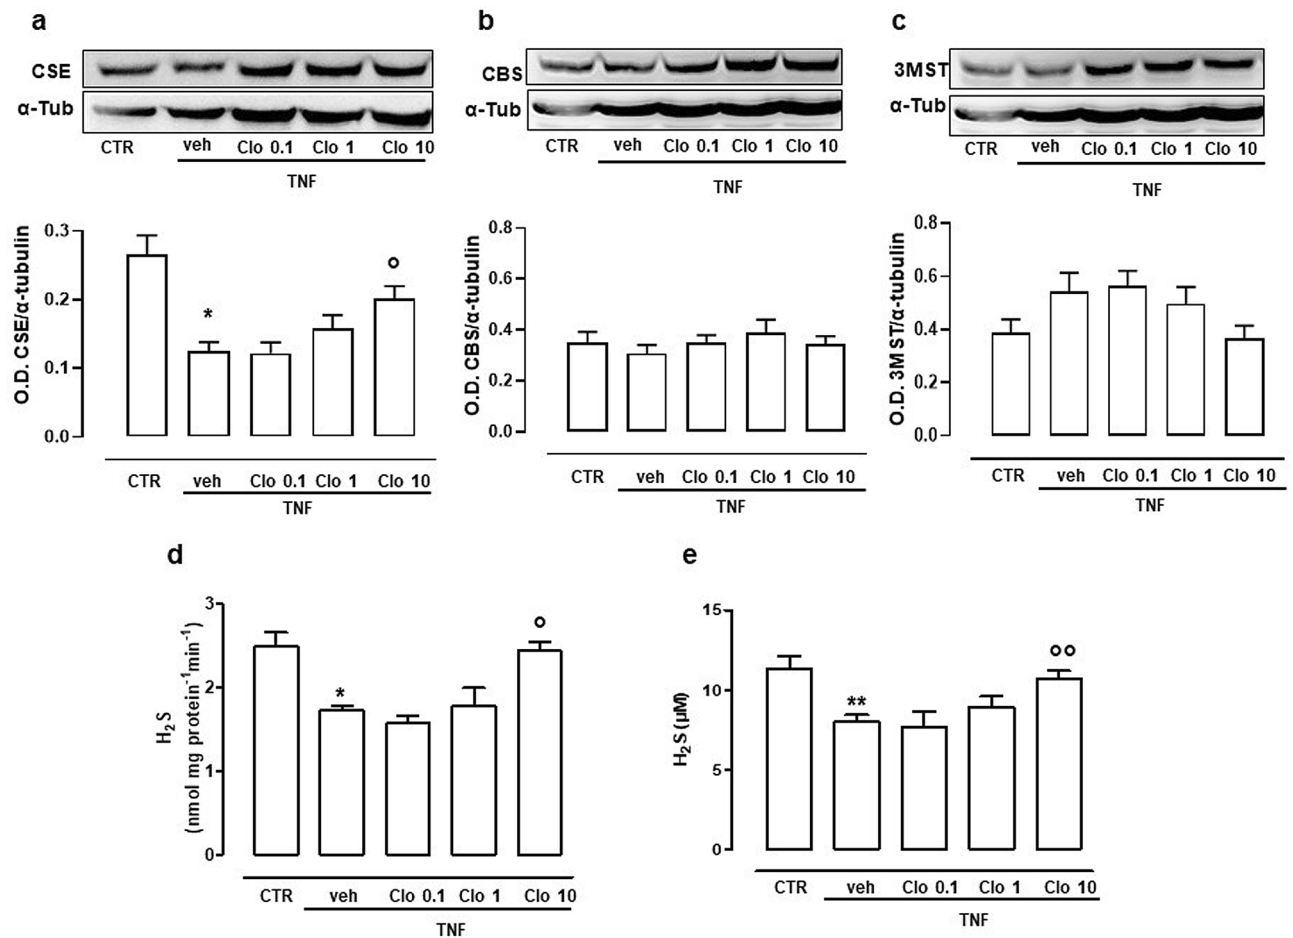 a
CSE
α-Tub
CTR veh Clo 0.1 Clo 1 Clo 10
TNF
b
CBS
α-Tub
CTR veh Clo 0.1 Clo 1 Clo 10
TNF
c
3MST
α-Tub
CTR veh Clo 0.1 Clo 1 Clo 10
TNF
O.D. CSE/α-tubulin
0.3
0.2
0.1
0.0
*
°
CTR veh Clo 0.1 Clo 1 Clo 10
TNF
O.D. CBS/α-tubulin
0.8
0.6
0.4
0.2
0.0
CTR veh Clo 0.1 Clo 1 Clo 10
TNF
O.D. 3MST/α-tubulin
0.8
0.6
0.4
0.2
0.0
CTR veh Clo 0.1 Clo 1 Clo 10
TNF
d
H₂S
(nmol mg protein⁻¹min⁻¹)
3
2
1
0
*
°
CTR veh Clo 0.1 Clo 1 Clo 10
TNF
e
H₂S (µM)
15
10
5
0
**
°°
CTR veh Clo 0.1 Clo 1 Clo 10
TNF